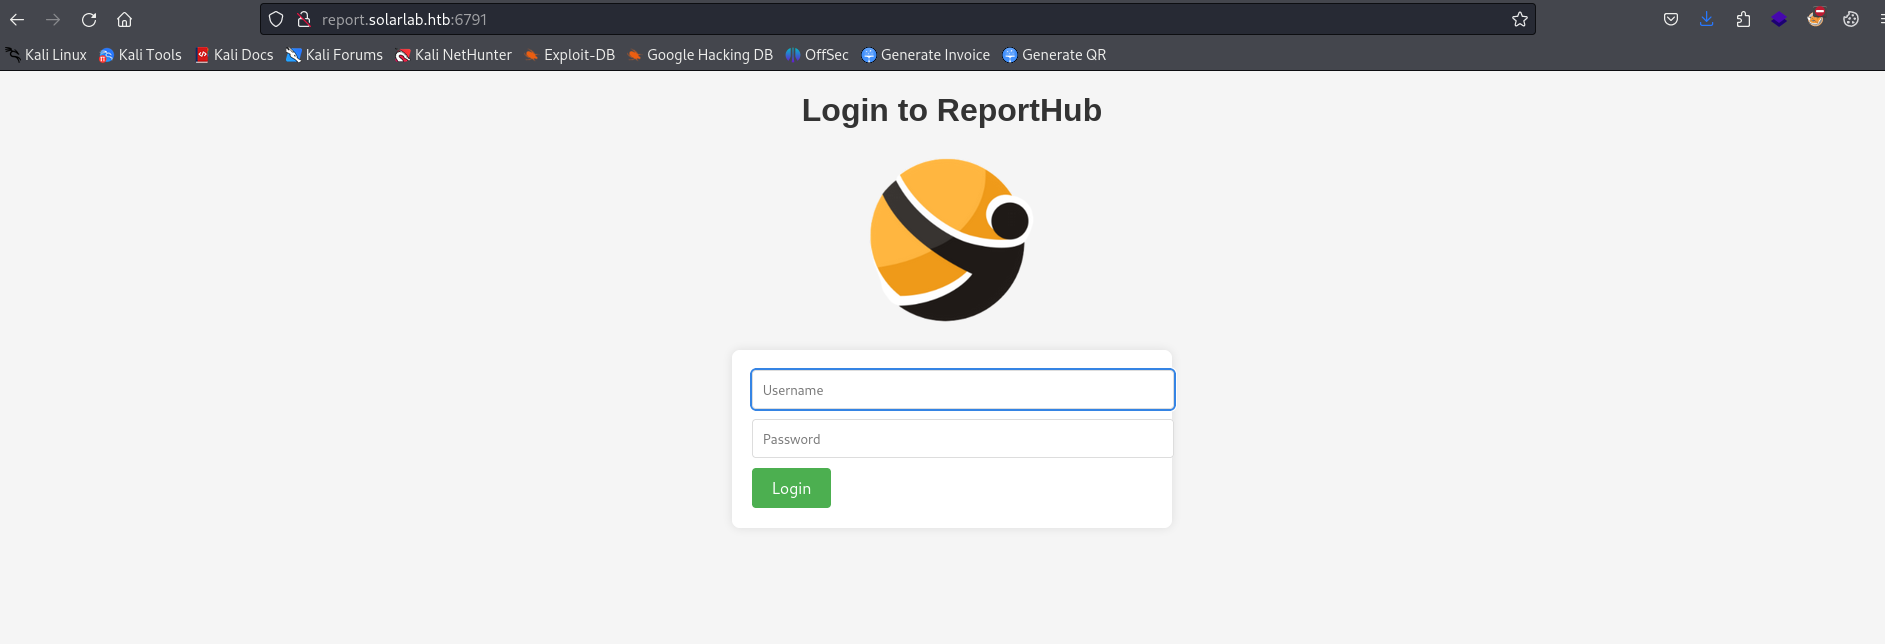 report.solarlab.htb:6791
Kali Linux Kali Tools Kali Docs Kali Forums Kali NetHunter Exploit-DB Google Hacking DB OffSec Generate Invoice Generate QR
Login to ReportHub
Username
Password
Login